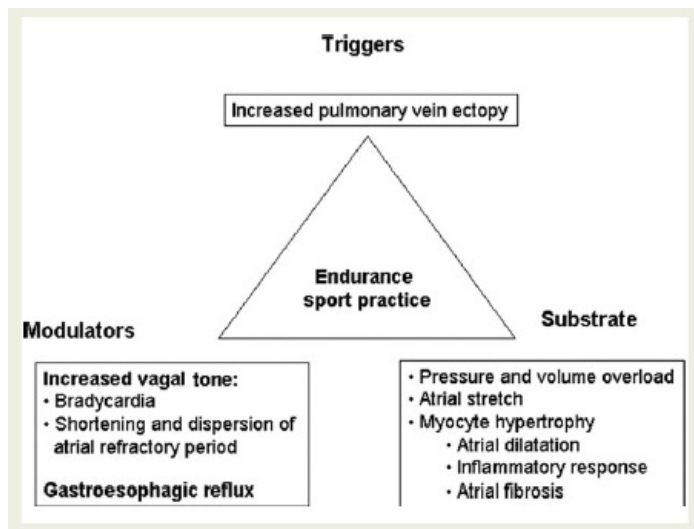 Triggers
Increased pulmonary vein ectopy
Endurance
sport practice
Modulators
Increased vagal tone:
• Bradycardia
• Shortening and dispersion of
atrial refractory period
Gastroesophagic reflux
Substrate
• Pressure and volume overload
• Atrial stretch
• Myocyte hypertrophy
• Atrial dilatation
• Inflammatory response
• Atrial fibrosis